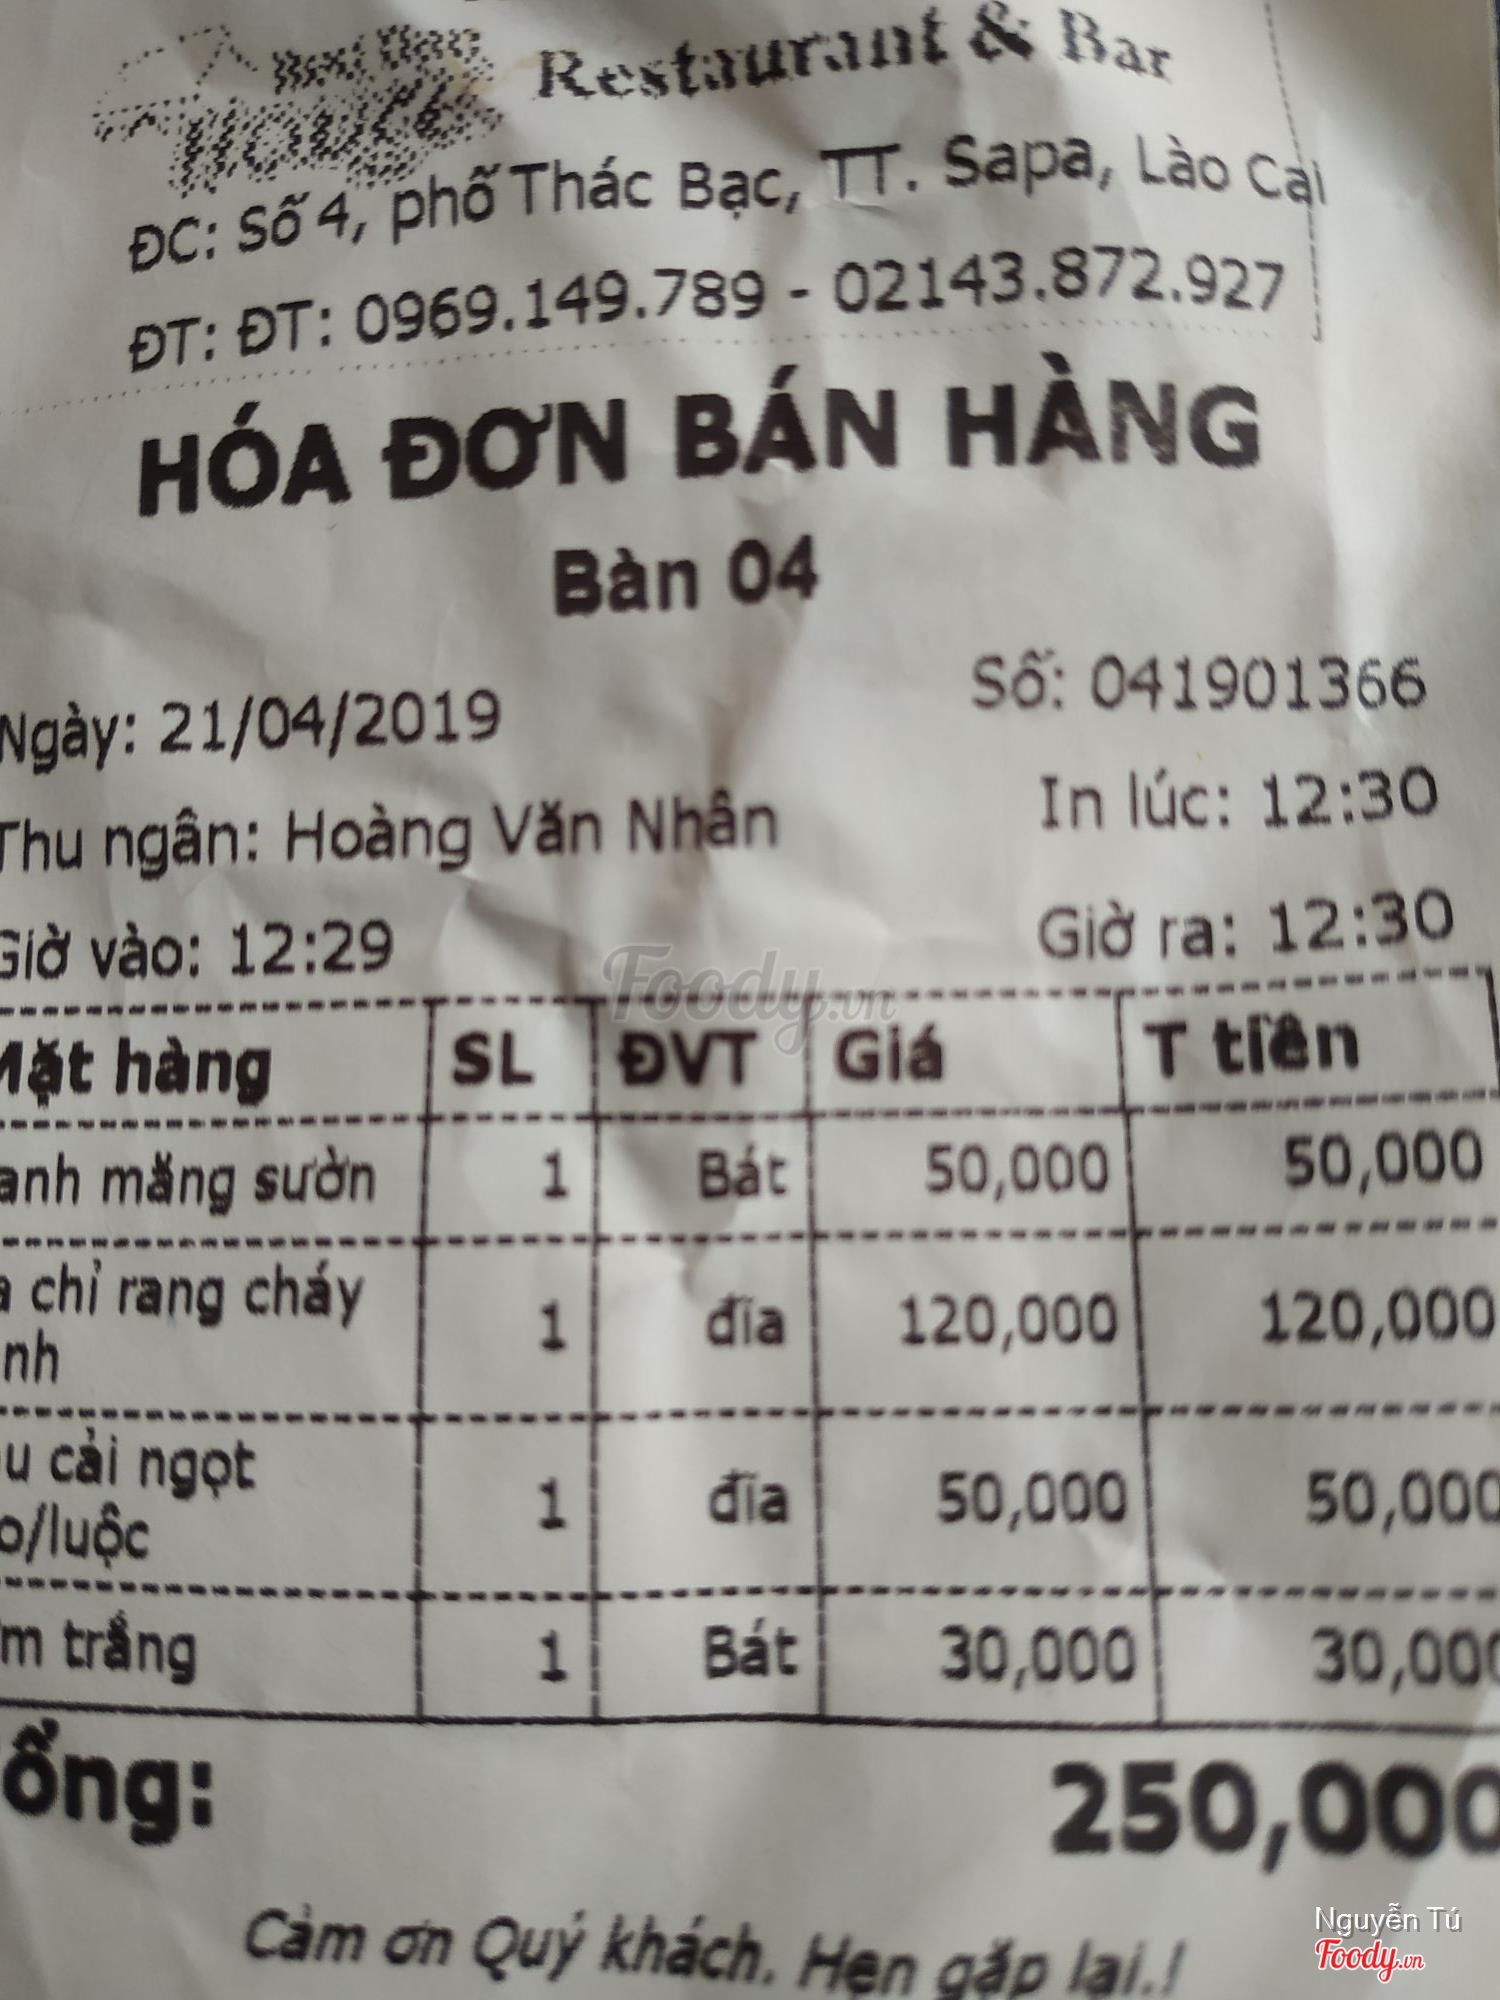 Restaurant & Bar
ĐC: Số 4, phố Thác Bạc, TT. Sapa, Lào Cai
ĐT: ĐT: 0969.149.789 - 02143.872.927
HÓA ĐƠN BÁN HÀNG
Bàn 04
Số: 041901366
Ngày: 21/04/2019
In lúc: 12:30
Thu ngân: Hoàng Văn Nhân
Giờ ra: 12:30
Giờ vào: 12:29
Foody.vn
Mặt hàng SL ĐVT Giá T tiền
anh măng sườn 1 Bát 50,000 50,000
a chỉ rang cháy
nh 1 đĩa 120,000 120,000
u cải ngọt
o/luộc 1 đĩa 50,000 50,000
m trắng 1 Bát 30,000 30,000
ổng: 250,000
Cảm ơn Quý khách. Hẹn gặp lại.!
Nguyễn Tú
Foody.vn